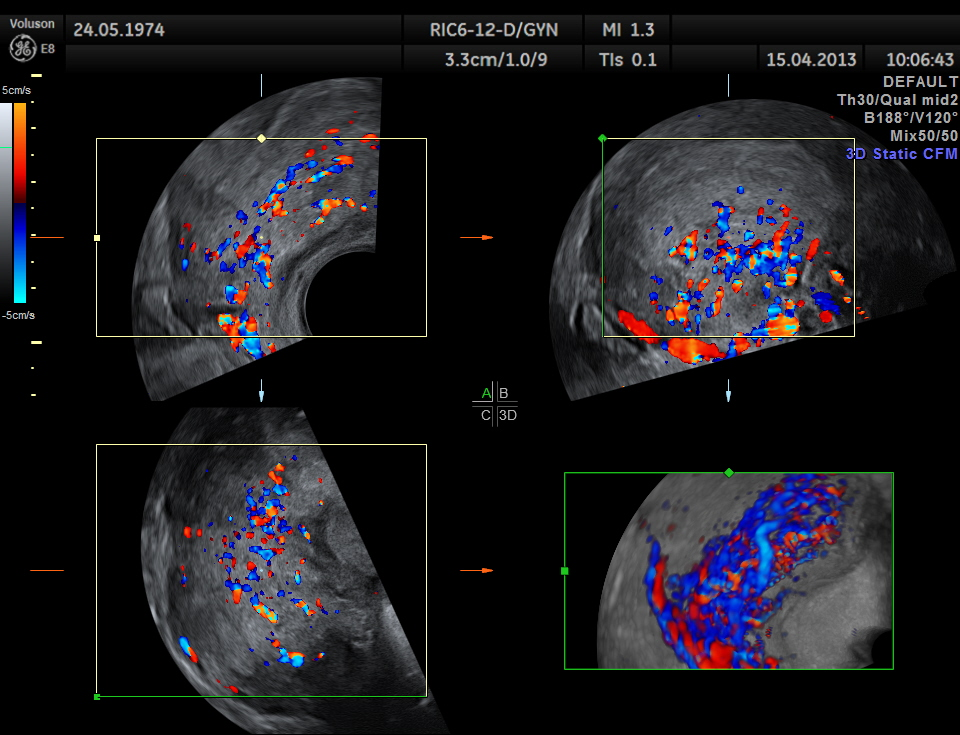 Voluson
E8
24.05.1974
RIC6-12-D/GYN
MI 1.3
3.3cm/1.0/9
TIs 0.1
15.04.2013
10:06:43
DEFAULT
Th30/Qual mid2
B188°/V120°
Mix50/50
3D Static CFM
5cm/s
-5cm/s
A B
C 3D